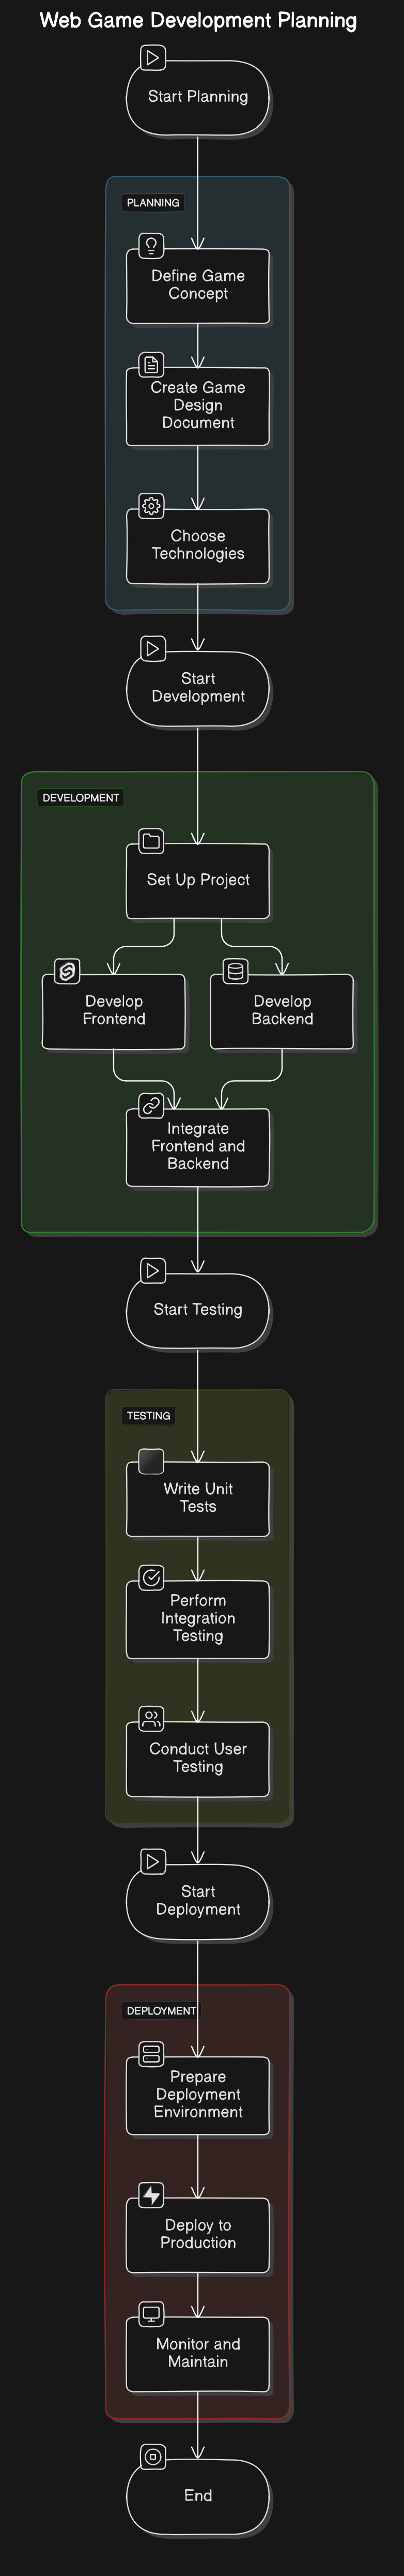 Web Game Development Planning
Start Planning
PLANNING
Define Game
Concept
Create Game
Design
Document
Choose
Technologies
Start
Development
DEVELOPMENT
Set Up Project
Develop
Frontend
Develop
Backend
Integrate
Frontend and
Backend
Start Testing
TESTING
Write Unit
Tests
Perform
Integration
Testing
Conduct User
Testing
Start
Deployment
DEPLOYMENT
Prepare
Deployment
Environment
Deploy to
Production
Monitor and
Maintain
End